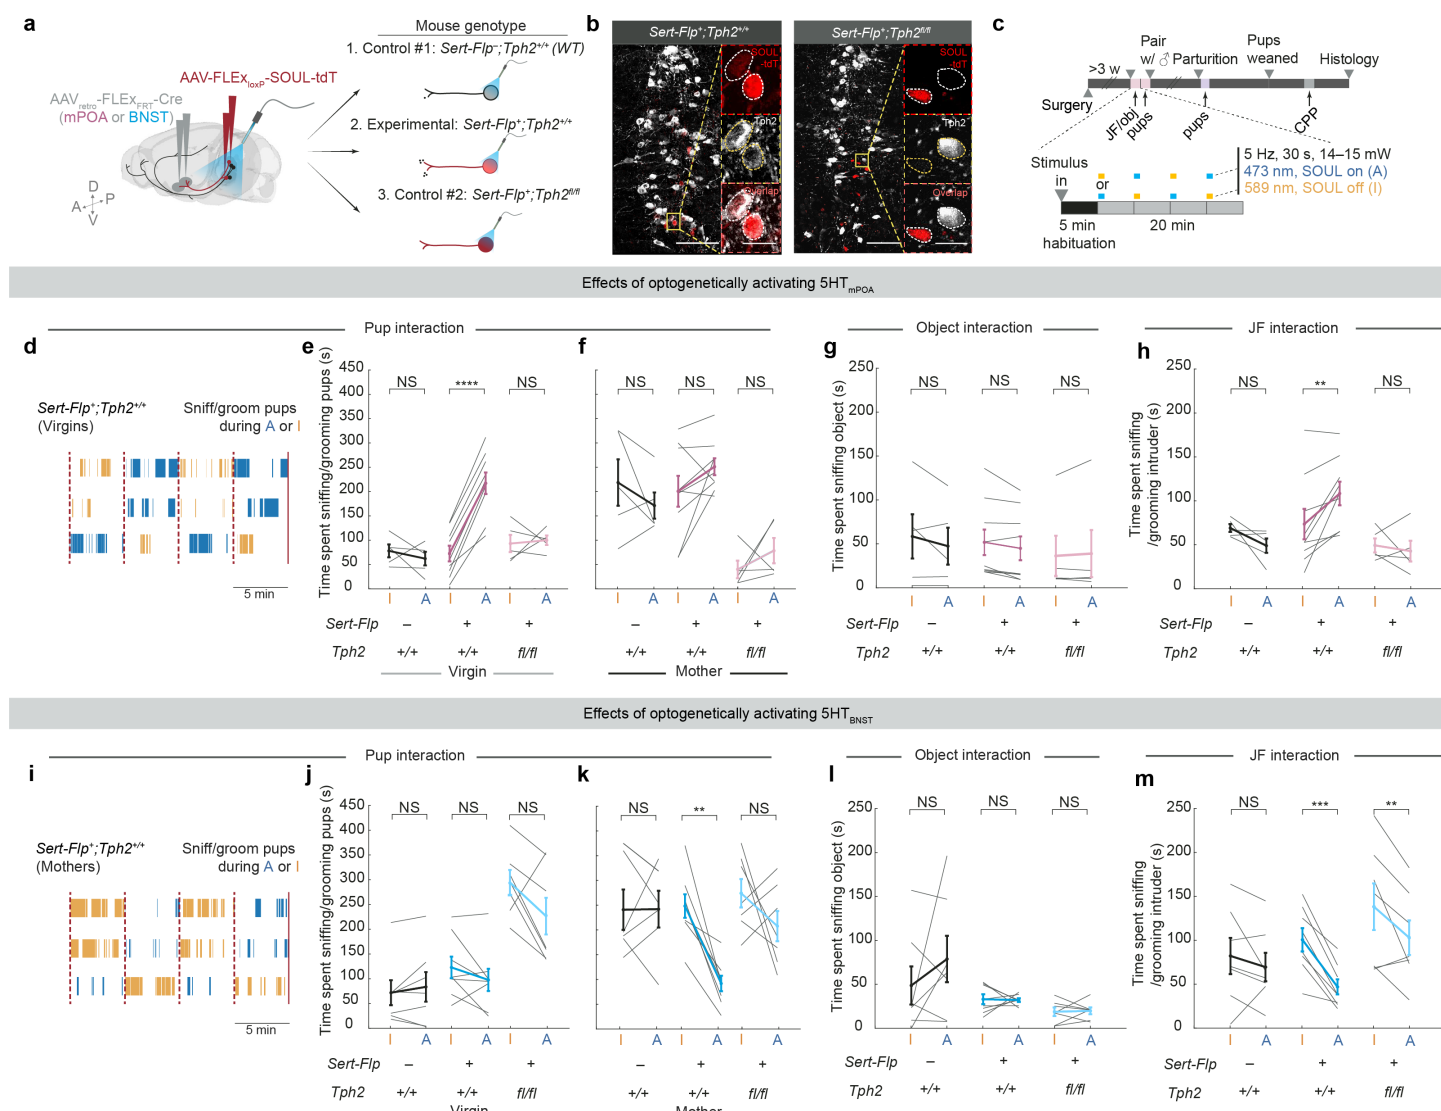 a
Mouse genotype
1. Control #1: Sert-Flp⁻;Tph2⁺/⁺ (WT)
AAV-FLExloxP-SOUL-tdT
AAVretro-FLExFRT-Cre
(mPOA or BNST)
2. Experimental: Sert-Flp⁺;Tph2⁺/⁺
3. Control #2: Sert-Flp⁺;Tph2fl/fl
D
A P
V
b
Sert-Flp⁺;Tph2⁺/⁺
SOUL
-tdT
Tph2
Overlap
Sert-Flp⁺;Tph2fl/fl
SOUL
-tdT
Tph2
Overlap
c
Pair
w/ ♂
Parturition
Pups
weaned
Histology
>3 w
Surgery
JF/obj
pups
pups
CPP
5 Hz, 30 s, 14–15 mW
473 nm, SOUL on (A)
589 nm, SOUL off (I)
Stimulus
in
or
5 min
habituation
20 min
Effects of optogenetically activating 5HTmPOA
Pup interaction
Object interaction
JF interaction
d
Sert-Flp⁺;Tph2⁺/⁺
(Virgins)
Sniff/groom pups
during A or I
5 min
e
Time spent sniffing/grooming pups (s)
450
400
350
300
250
200
150
100
50
0
NS
****
NS
I A I A I A
f
NS
NS
NS
I A I A I A
g
Time spent sniffing object (s)
250
200
150
100
50
0
NS
NS
NS
I A I A I A
h
Time spent sniffing
/grooming intruder (s)
250
200
150
100
50
0
NS
**
NS
I A I A I A
Sert-Flp – + + – + +
Tph2 +/+ +/+ fl/fl +/+ +/+ fl/fl
Virgin
Mother
Sert-Flp – + +
Tph2 +/+ +/+ fl/fl
Sert-Flp – + +
Tph2 +/+ +/+ fl/fl
Effects of optogenetically activating 5HTBNST
Pup interaction
Object interaction
JF interaction
i
Sert-Flp⁺;Tph2⁺/⁺
(Mothers)
Sniff/groom pups
during A or I
5 min
j
Time spent sniffing/grooming pups (s)
450
400
350
300
250
200
150
100
50
0
NS
NS
NS
I A I A I A
k
NS
**
NS
I A I A I A
l
Time spent sniffing object (s)
250
200
150
100
50
0
NS
NS
NS
I A I A I A
m
Time spent sniffing
/grooming intruder (s)
250
200
150
100
50
0
NS
***
**
I A I A I A
Sert-Flp – + + – + +
Tph2 +/+ +/+ fl/fl +/+ +/+ fl/fl
Virgin
Mother
Sert-Flp – + +
Tph2 +/+ +/+ fl/fl
Sert-Flp – + +
Tph2 +/+ +/+ fl/fl